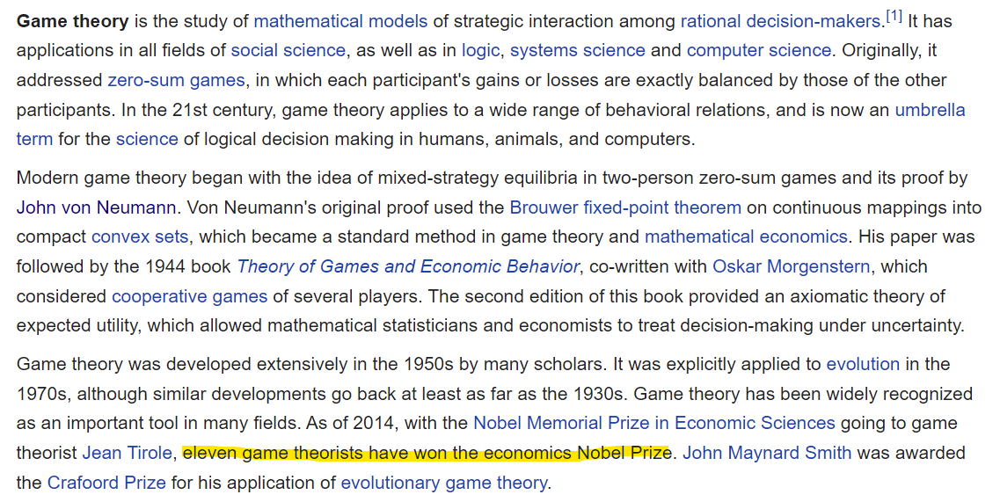 Game theory is the study of mathematical models of strategic interaction among rational decision-makers.[1] It has
applications in all fields of social science, as well as in logic, systems science and computer science. Originally, it
addressed zero-sum games, in which each participant's gains or losses are exactly balanced by those of the other
participants. In the 21st century, game theory applies to a wide range of behavioral relations, and is now an umbrella
term for the science of logical decision making in humans, animals, and computers.
Modern game theory began with the idea of mixed-strategy equilibria in two-person zero-sum games and its proof by
John von Neumann. Von Neumann's original proof used the Brouwer fixed-point theorem on continuous mappings into
compact convex sets, which became a standard method in game theory and mathematical economics. His paper was
followed by the 1944 book Theory of Games and Economic Behavior, co-written with Oskar Morgenstern, which
considered cooperative games of several players. The second edition of this book provided an axiomatic theory of
expected utility, which allowed mathematical statisticians and economists to treat decision-making under uncertainty.
Game theory was developed extensively in the 1950s by many scholars. It was explicitly applied to evolution in the
1970s, although similar developments go back at least as far as the 1930s. Game theory has been widely recognized
as an important tool in many fields. As of 2014, with the Nobel Memorial Prize in Economic Sciences going to game
theorist Jean Tirole, eleven game theorists have won the economics Nobel Prize. John Maynard Smith was awarded
the Crafoord Prize for his application of evolutionary game theory.